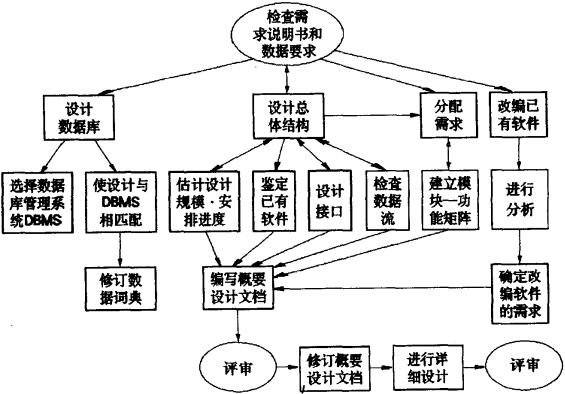 检查需
求说明书和
数据要求
设计
数据库
设计总
体结构
分配
需求
改编已
有软件
选择数据
库管理系
统DBMS
使设计与
DBMS
相匹配
估计设计
规模·安
排进度
鉴定
已有
软件
设计
接口
检查
数据
流
建立模
块一功
能矩阵
进行
分析
修订数
据词典
编写概要
设计文档
确定改
编软件
的需求
评审
修订概要
设计文档
进行详
细设计
评审